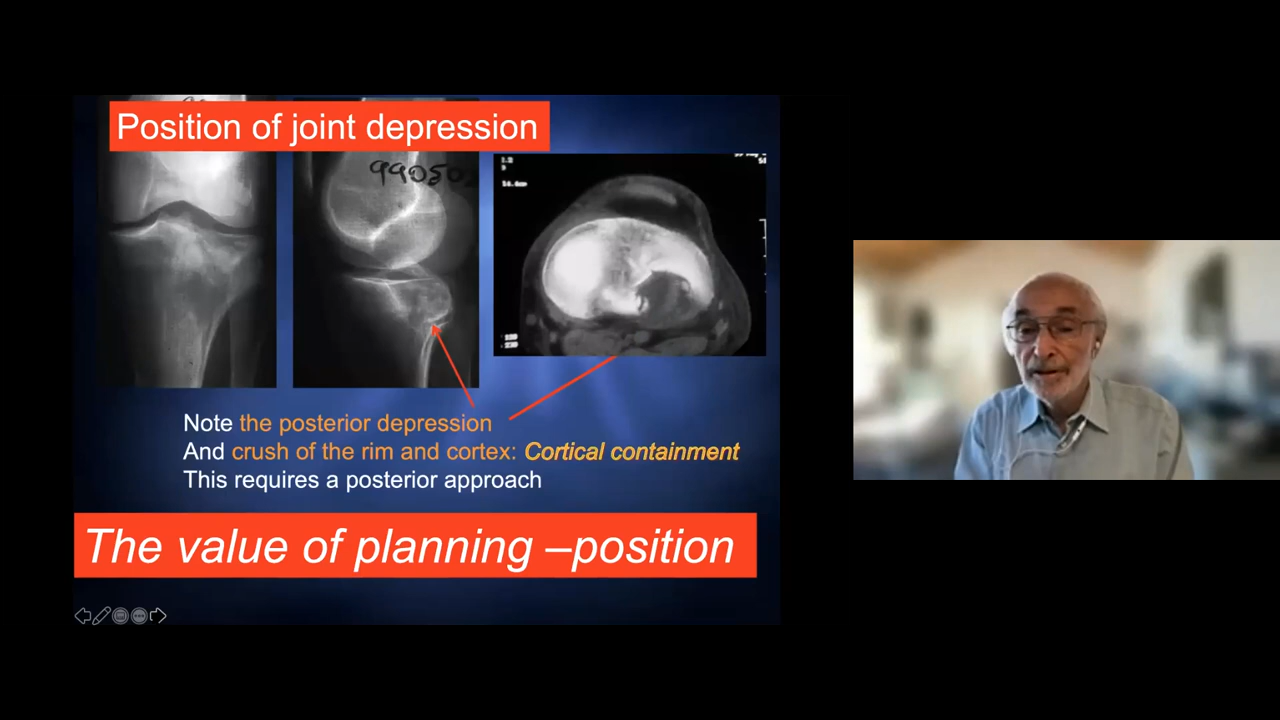 Position of joint depression
Note the posterior depression
And crush of the rim and cortex: Cortical containment
This requires a posterior approach
The value of planning –position